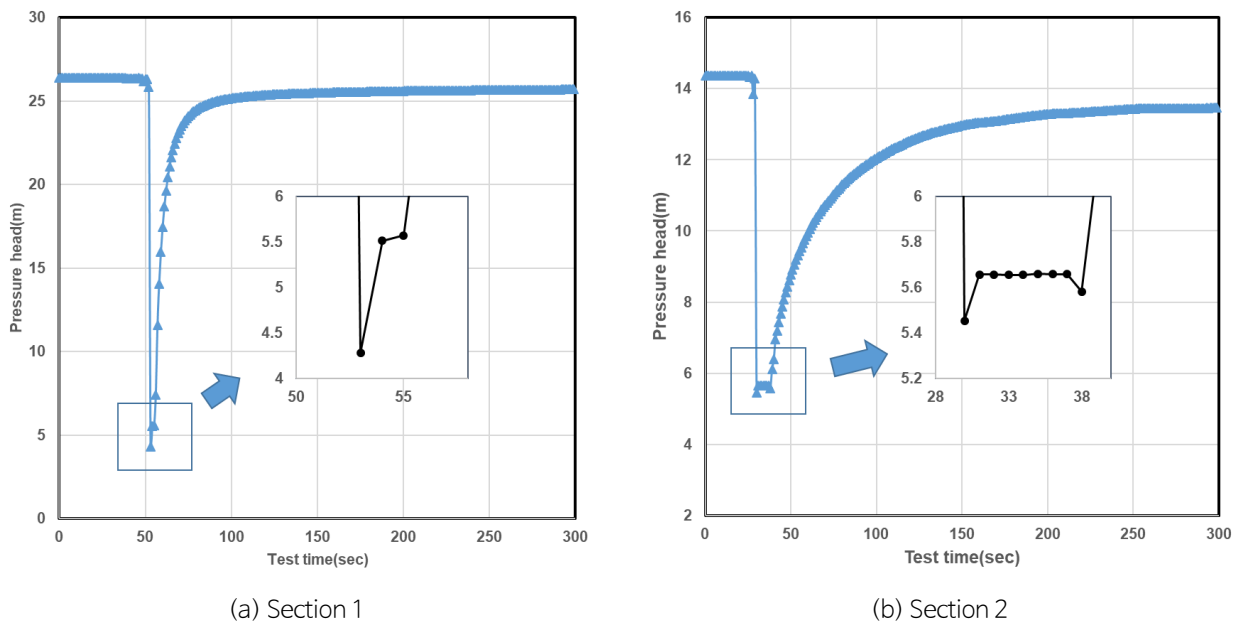 30
25
20
15
10
5
0
Pressure head(m)
0 50 100 150 200 250 300
Test time(sec)
6
5.5
5
4.5
4
50 55
(a) Section 1
16
14
12
10
8
6
4
2
Pressure head(m)
0 50 100 150 200 250 300
Test time(sec)
6
5.8
5.6
5.4
5.2
28 33 38
(b) Section 2